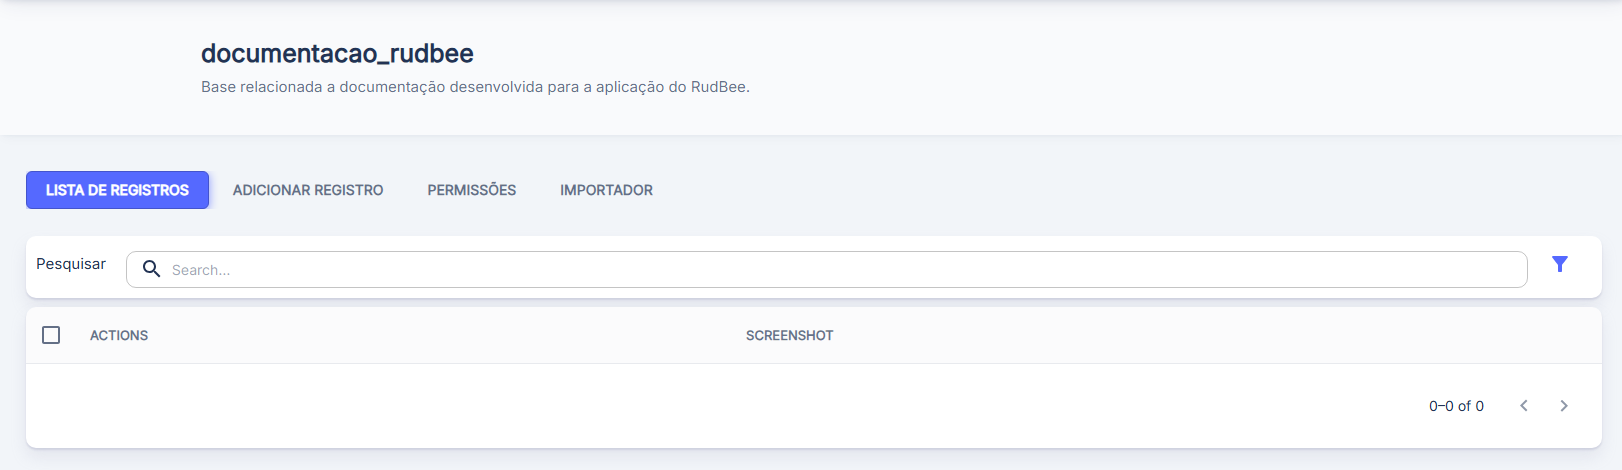 documentacao_rudbee
Base relacionada a documentação desenvolvida para a aplicação do RudBee.
LISTA DE REGISTROS ADICIONAR REGISTRO PERMISSÕES IMPORTADOR
Pesquisar Search...
ACTIONS SCREENSHOT
0–0 of 0